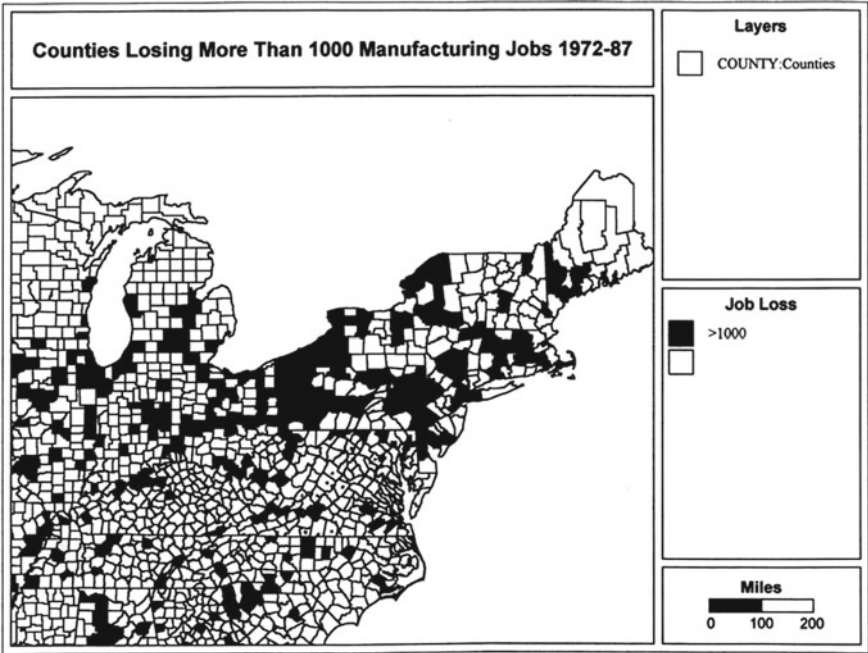 Counties Losing More Than 1000 Manufacturing Jobs 1972-87
Layers
COUNTY:Counties
Job Loss
>1000
Miles
0 100 200